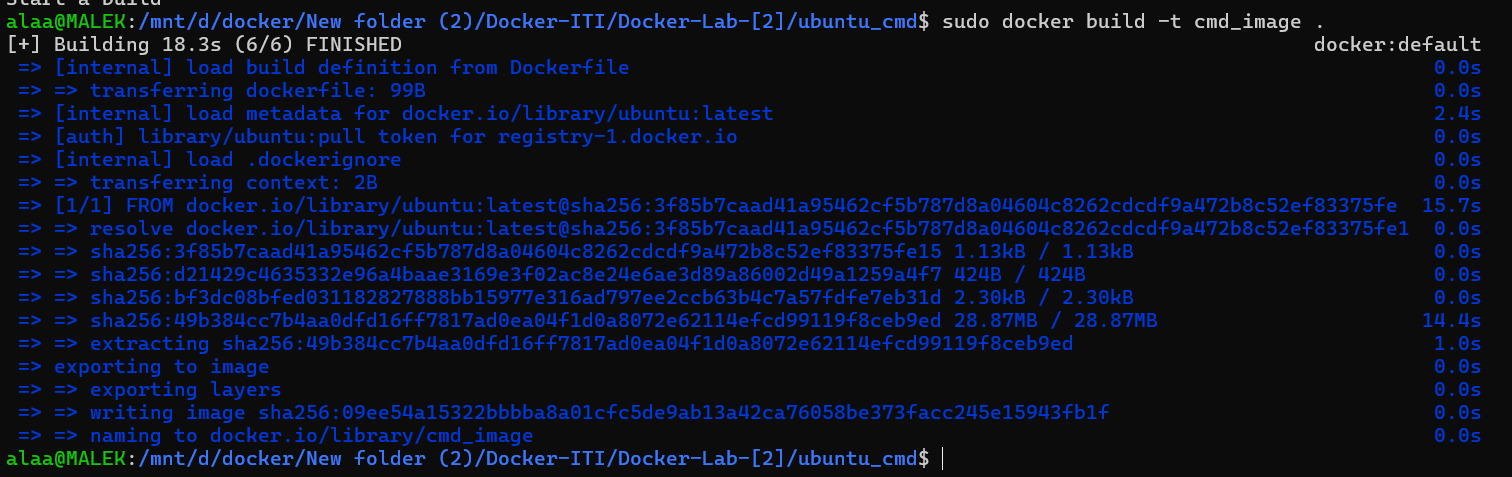 Start a build
alaa@MALEK:/mnt/d/docker/New folder (2)/Docker-ITI/Docker-Lab-[2]/ubuntu_cmd$ sudo docker build -t cmd_image .
[+] Building 18.3s (6/6) FINISHED docker:default
=> [internal] load build definition from Dockerfile 0.0s
=> => transferring dockerfile: 99B 0.0s
=> [internal] load metadata for docker.io/library/ubuntu:latest 2.4s
=> [auth] library/ubuntu:pull token for registry-1.docker.io 0.0s
=> [internal] load .dockerignore 0.0s
=> => transferring context: 2B 0.0s
=> [1/1] FROM docker.io/library/ubuntu:latest@sha256:3f85b7caad41a95462cf5b787d8a04604c8262cdcdf9a472b8c52ef83375fe 15.7s
=> => resolve docker.io/library/ubuntu:latest@sha256:3f85b7caad41a95462cf5b787d8a04604c8262cdcdf9a472b8c52ef83375fe1 0.0s
=> => sha256:3f85b7caad41a95462cf5b787d8a04604c8262cdcdf9a472b8c52ef83375fe15 1.13kB / 1.13kB 0.0s
=> => sha256:d21429c4635332e96a4baae3169e3f02ac8e24e6ae3d89a86002d49a1259a4f7 424B / 424B 0.0s
=> => sha256:bf3dc08bfed031182827888bb15977e316ad797ee2ccb63b4c7a57fdfe7eb31d 2.30kB / 2.30kB 0.0s
=> => sha256:49b384cc7b4aa0dfd16ff7817ad0ea04f1d0a8072e62114efcd99119f8ceb9ed 28.87MB / 28.87MB 14.4s
=> => extracting sha256:49b384cc7b4aa0dfd16ff7817ad0ea04f1d0a8072e62114efcd99119f8ceb9ed 1.0s
=> exporting to image 0.0s
=> => exporting layers 0.0s
=> => writing image sha256:09ee54a15322bbbba8a01cfc5de9ab13a42ca76058be373facc245e15943fb1f 0.0s
=> => naming to docker.io/library/cmd_image 0.0s
alaa@MALEK:/mnt/d/docker/New folder (2)/Docker-ITI/Docker-Lab-[2]/ubuntu_cmd$